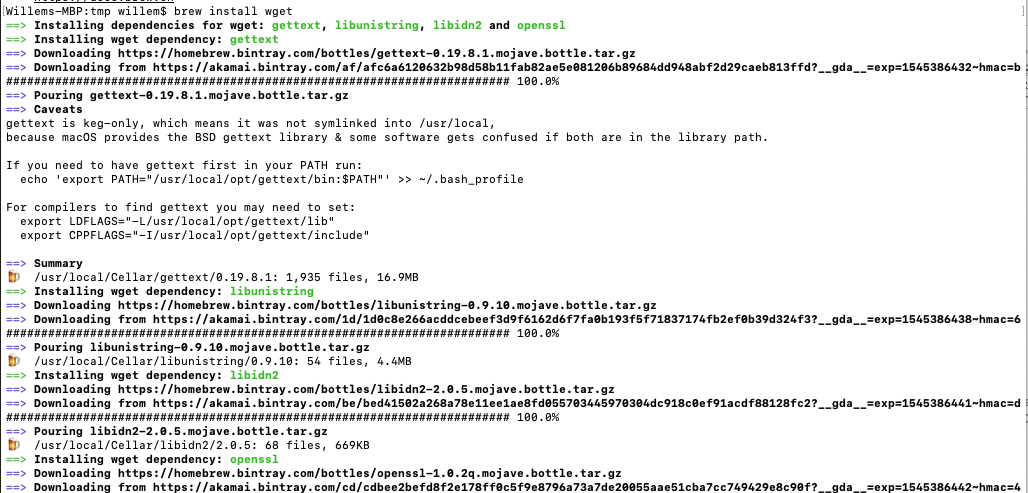 [Willems-MBP:tmp willem$ brew install wget ]
==> Installing dependencies for wget: gettext, libunistring, libidn2 and openssl
==> Installing wget dependency: gettext
==> Downloading https://homebrew.bintray.com/bottles/gettext-0.19.8.1.mojave.bottle.tar.gz
==> Downloading from https://akamai.bintray.com/af/afc6a6120632b98d58b11fab82ae5e081206b89684dd948abf2d29caeb813ffd?__gda__=exp=1545386432~hmac=b
######################################################################## 100.0%
==> Pouring gettext-0.19.8.1.mojave.bottle.tar.gz
==> Caveats
gettext is keg-only, which means it was not symlinked into /usr/local,
because macOS provides the BSD gettext library & some software gets confused if both are in the library path.
If you need to have gettext first in your PATH run:
  echo 'export PATH="/usr/local/opt/gettext/bin:$PATH"' >> ~/.bash_profile
For compilers to find gettext you may need to set:
  export LDFLAGS="-L/usr/local/opt/gettext/lib"
  export CPPFLAGS="-I/usr/local/opt/gettext/include"
==> Summary
🍺  /usr/local/Cellar/gettext/0.19.8.1: 1,935 files, 16.9MB
==> Installing wget dependency: libunistring
==> Downloading https://homebrew.bintray.com/bottles/libunistring-0.9.10.mojave.bottle.tar.gz
==> Downloading from https://akamai.bintray.com/1d/1d0c8e266acddcebeef3d9f6162d6f7fa0b193f5f71837174fb2ef0b39d324f3?__gda__=exp=1545386438~hmac=6
######################################################################## 100.0%
==> Pouring libunistring-0.9.10.mojave.bottle.tar.gz
🍺  /usr/local/Cellar/libunistring/0.9.10: 54 files, 4.4MB
==> Installing wget dependency: libidn2
==> Downloading https://homebrew.bintray.com/bottles/libidn2-2.0.5.mojave.bottle.tar.gz
==> Downloading from https://akamai.bintray.com/be/bed41502a268a78e11ee1ae8fd055703445970304dc918c0ef91acdf88128fc2?__gda__=exp=1545386441~hmac=d
######################################################################## 100.0%
==> Pouring libidn2-2.0.5.mojave.bottle.tar.gz
🍺  /usr/local/Cellar/libidn2/2.0.5: 68 files, 669KB
==> Installing wget dependency: openssl
==> Downloading https://homebrew.bintray.com/bottles/openssl-1.0.2q.mojave.bottle.tar.gz
==> Downloading from https://akamai.bintray.com/cd/cdbee2befd8f2e178ff0c5f9e8796a73a7de20055aae51cba7cc749429e8c90f?__gda__=exp=1545386442~hmac=4